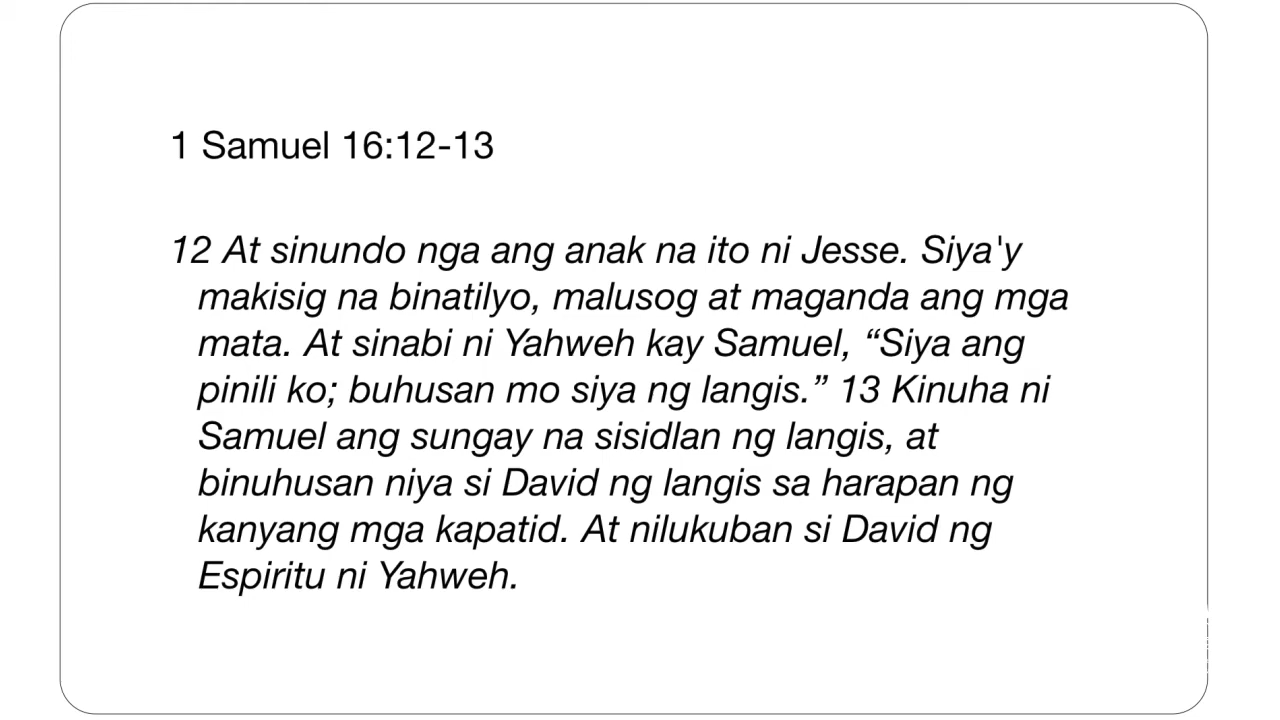 1 Samuel 16:12-13
12 At sinundo nga ang anak na ito ni Jesse. Siya'y
makisig na binatilyo, malusog at maganda ang mga
mata. At sinabi ni Yahweh kay Samuel, “Siya ang
pinili ko; buhusan mo siya ng langis.” 13 Kinuha ni
Samuel ang sungay na sisidlan ng langis, at
binuhusan niya si David ng langis sa harapan ng
kanyang mga kapatid. At nilukuban si David ng
Espiritu ni Yahweh.